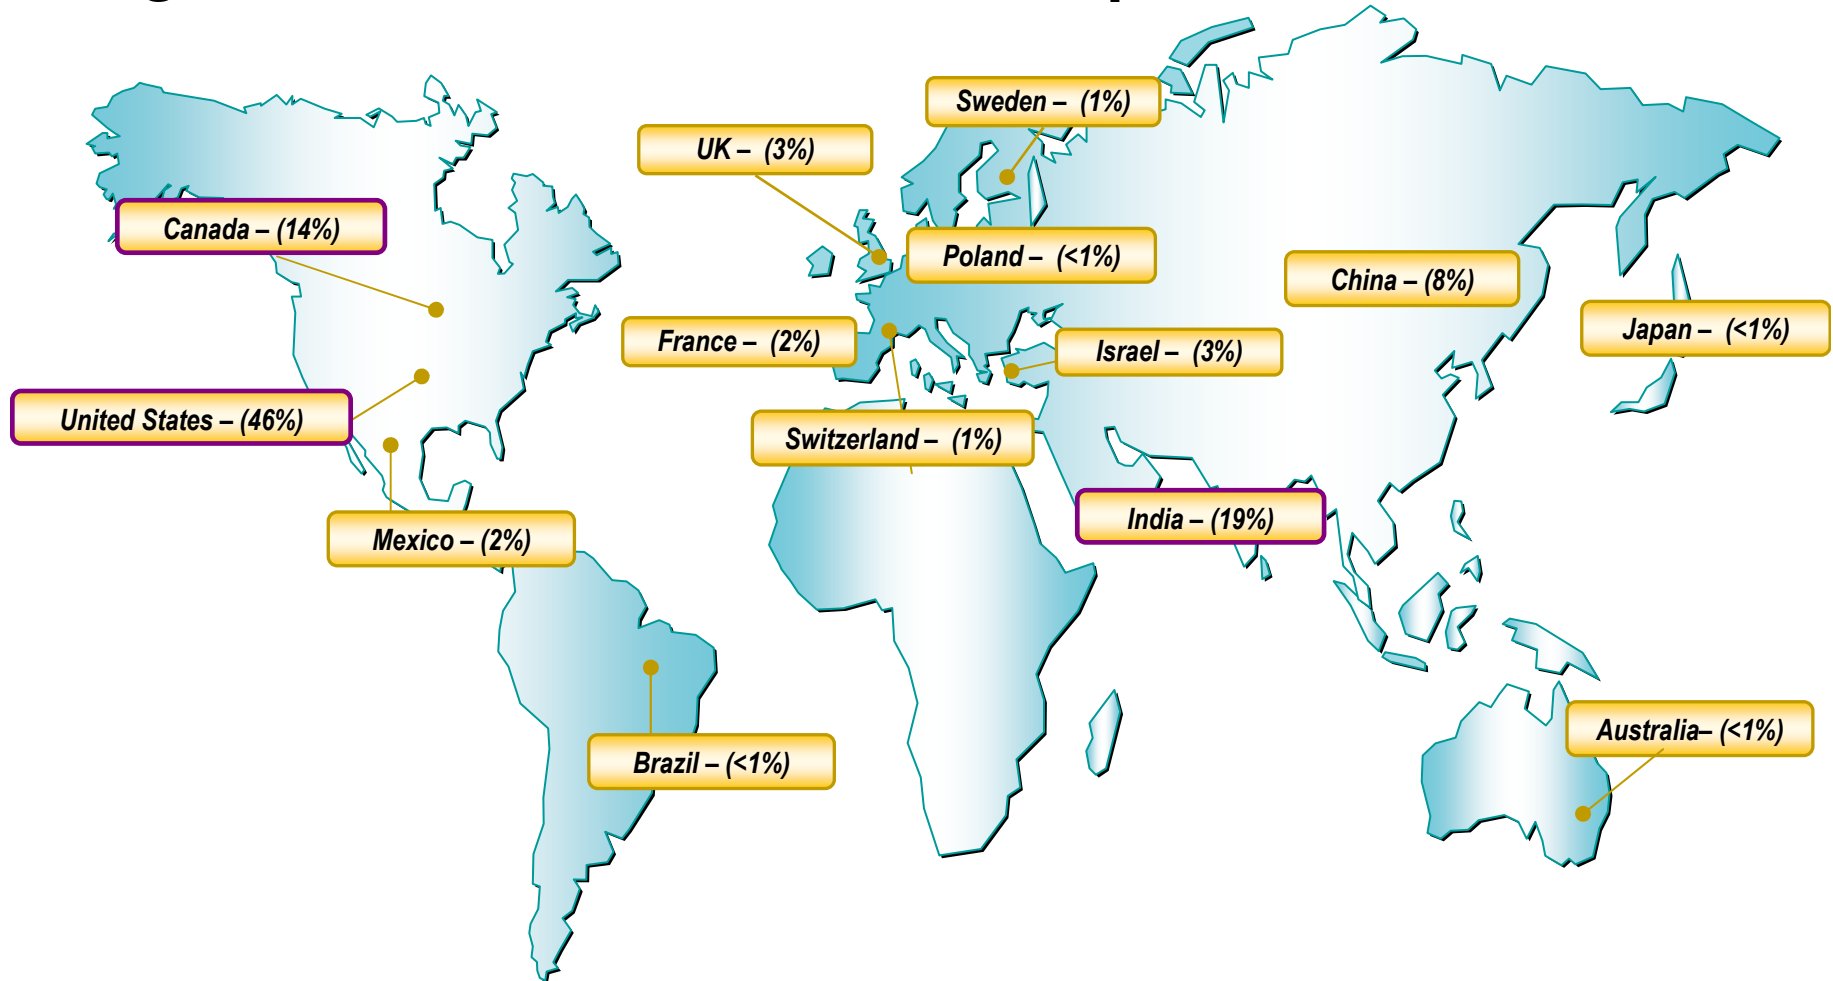 Sweden – (1%)
UK – (3%)
Canada – (14%)
Poland – (<1%)
China – (8%)
Japan – (<1%)
France – (2%)
Israel – (3%)
United States – (46%)
Switzerland – (1%)
India – (19%)
Mexico – (2%)
Australia– (<1%)
Brazil – (<1%)